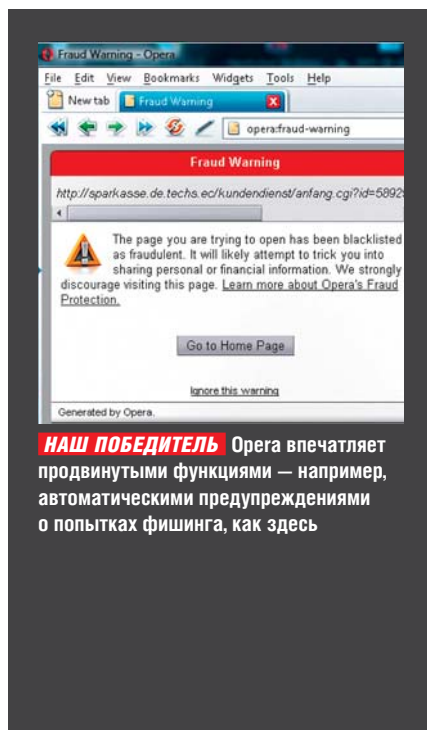 Fraud Warning - Opera
File Edit View Bookmarks Widgets Tools Help
New tab Fraud Warning
opera:fraud-warning
Fraud Warning
http://sparkasse.de.techs.ec/kundendienst/anfang.cgi?id=5892
The page you are trying to open has been blacklisted
as fraudulent. It will likely attempt to trick you into
sharing personal or financial information. We strongly
discourage visiting this page. Learn more about Opera's Fraud
Protection.
Go to Home Page
Ignore this warning
Generated by Opera.
НАШ ПОБЕДИТЕЛЬ Opera впечатляет
продвинутыми функциями — например,
автоматическими предупреждениями
о попытках фишинга, как здесь